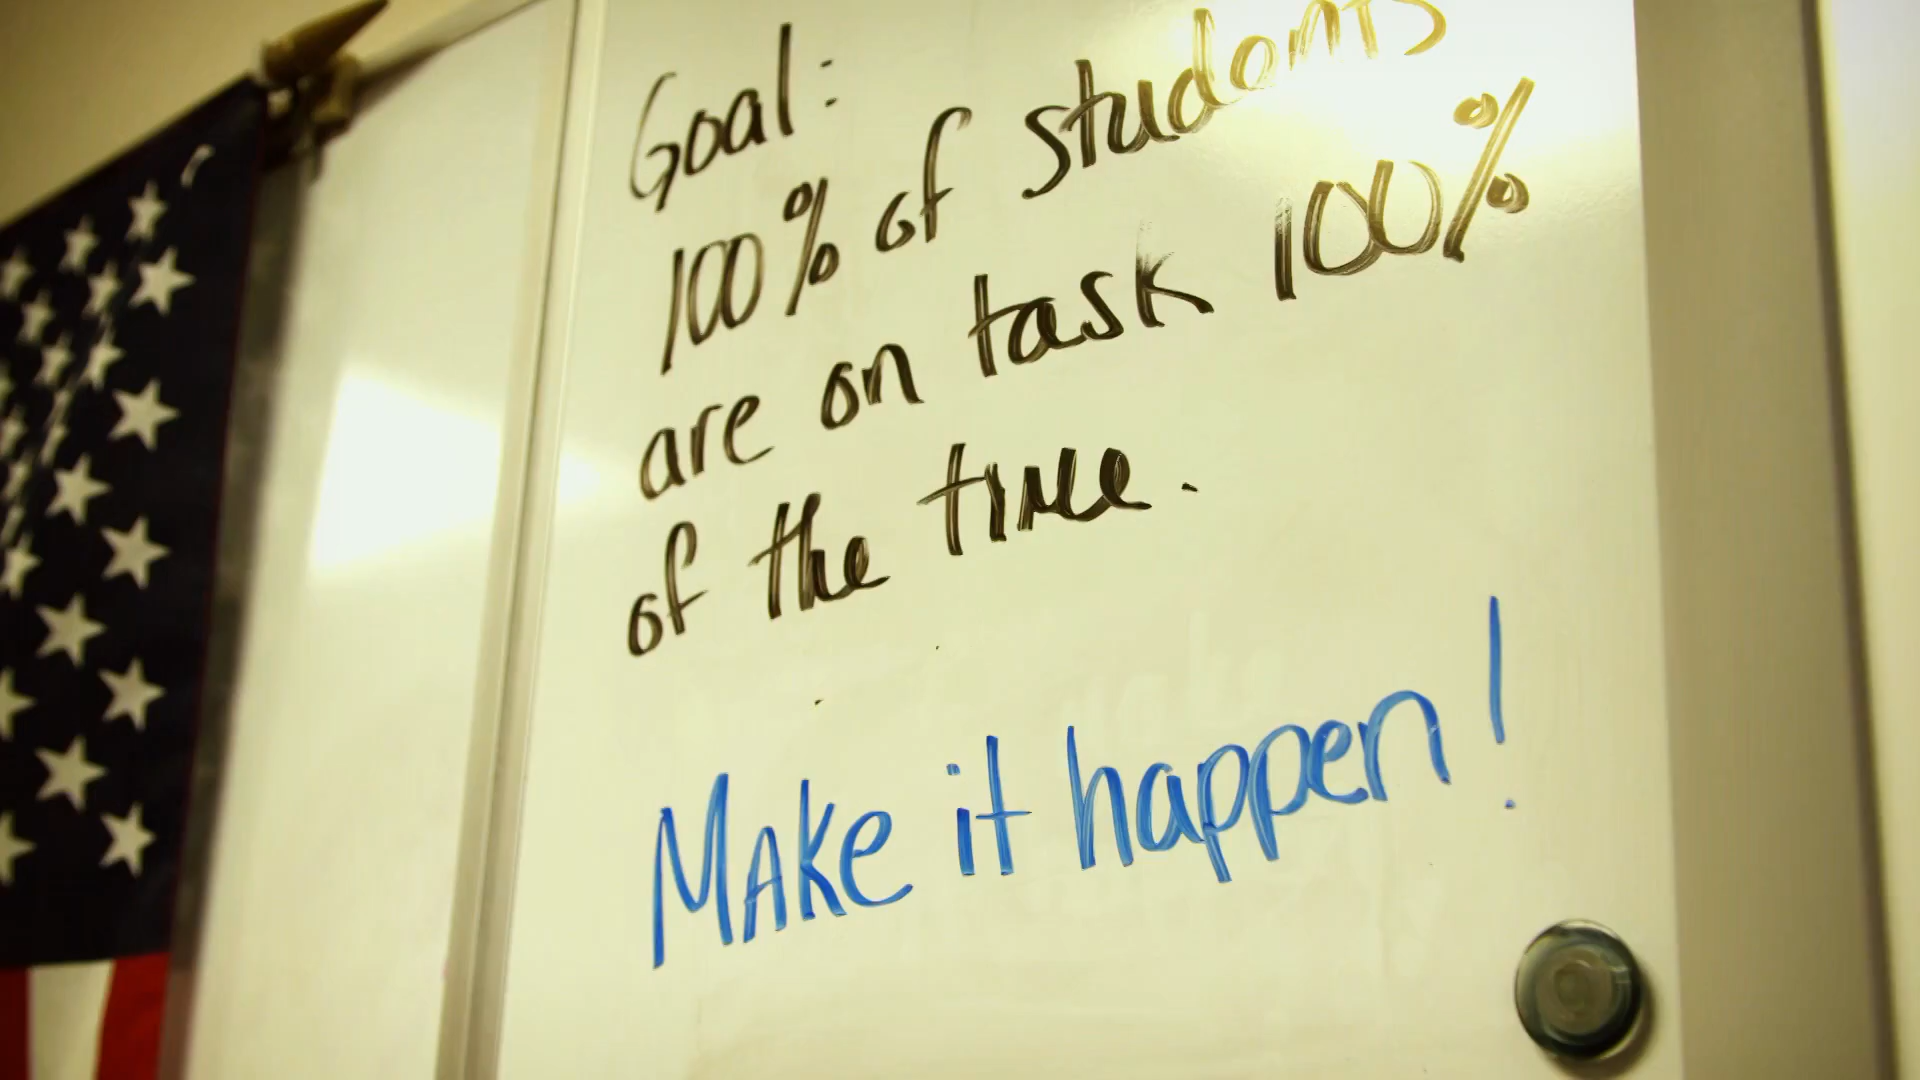 Goal:
100% of students
are on task 100%
of the time.
Make it happen!